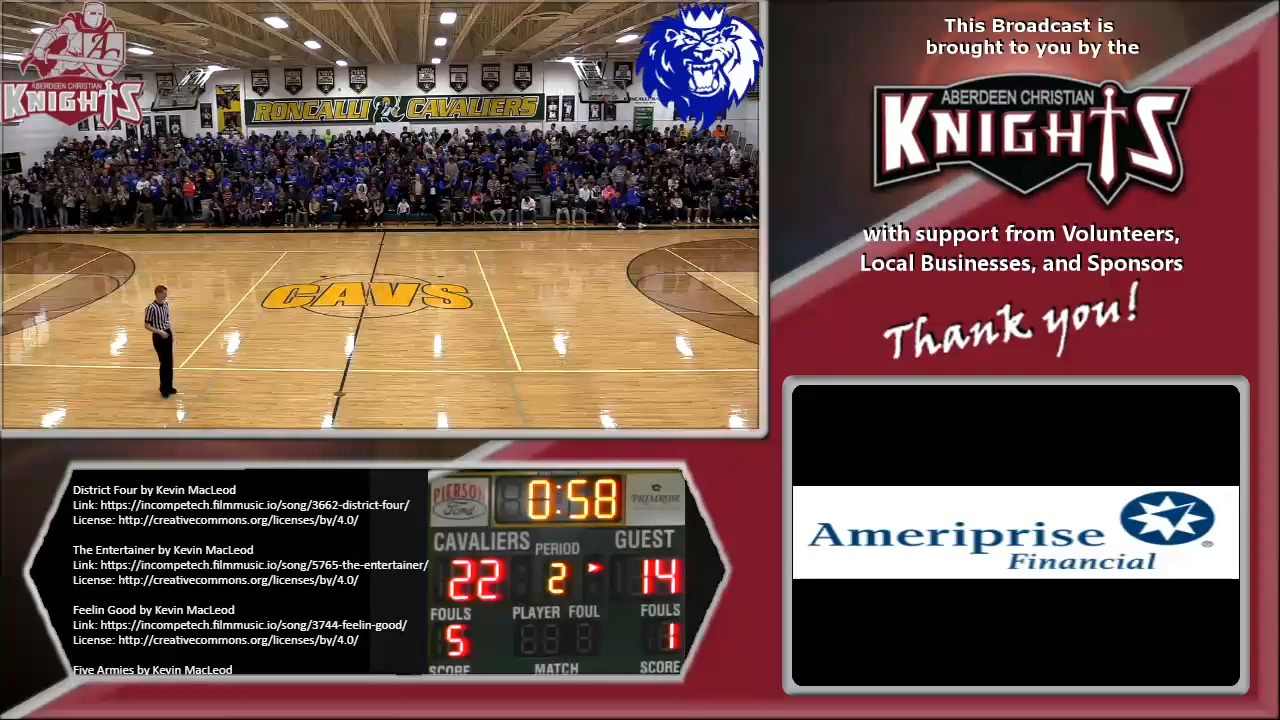 ABERDEEN CHRISTIAN
KNIGHTS
RONCALLI CAVALIERS
CAVS
This Broadcast is
brought to you by the
ABERDEEN CHRISTIAN
KNIGHTS
with support from Volunteers,
Local Businesses, and Sponsors
Thank you!
District Four by Kevin MacLeod
Link: https://incompetech.filmmusic.io/song/3662-district-four/
License: http://creativecommons.org/licenses/by/4.0/
The Entertainer by Kevin MacLeod
Link: https://incompetech.filmmusic.io/song/5765-the-entertainer/
License: http://creativecommons.org/licenses/by/4.0/
Feelin Good by Kevin MacLeod
Link: https://incompetech.filmmusic.io/song/3744-feelin-good/
License: http://creativecommons.org/licenses/by/4.0/
Five Armies by Kevin MacLeod
PIERSON
Ford
0:58
PRIMROSE
CAVALIERS PERIOD GUEST
22 2 14
FOULS PLAYER FOUL FOULS
5 1
SCORE MATCH SCORE
Ameriprise
Financial